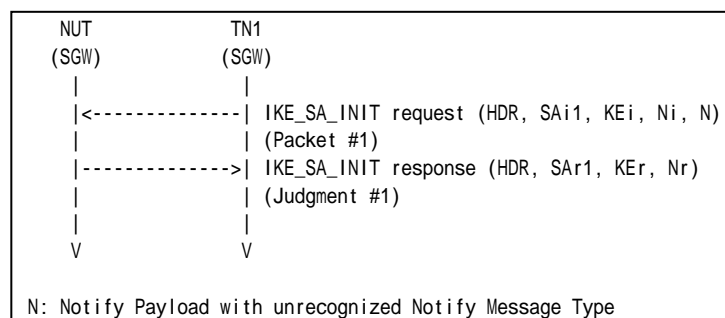 NUT TN1
(SGW) (SGW)
| |
|<--------------| IKE_SA_INIT request (HDR, SAi1, KEi, Ni, N)
| | (Packet #1)
|-------------->| IKE_SA_INIT response (HDR, SAr1, KEr, Nr)
| | (Judgment #1)
| |
V V
N: Notify Payload with unrecognized Notify Message Type